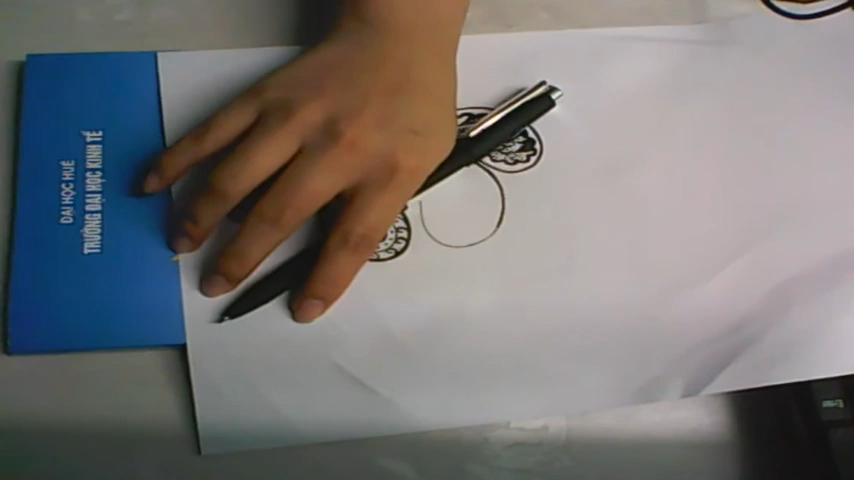 ĐẠI HỌC HUẾ
TRƯỜNG ĐẠI HỌC KINH TẾ